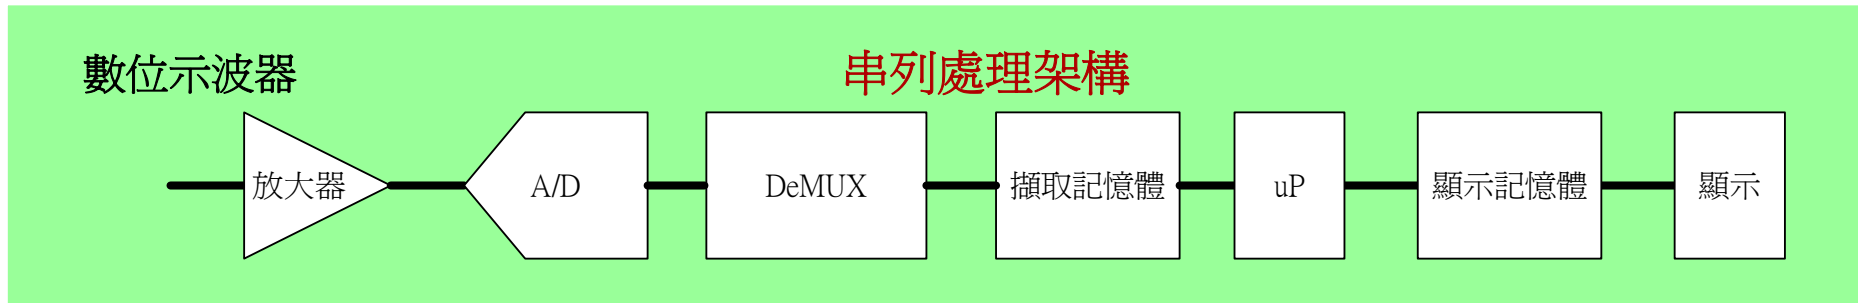 數位示波器
串列處理架構
放大器
A/D
DeMUX
擷取記憶體
uP
顯示記憶體
顯示